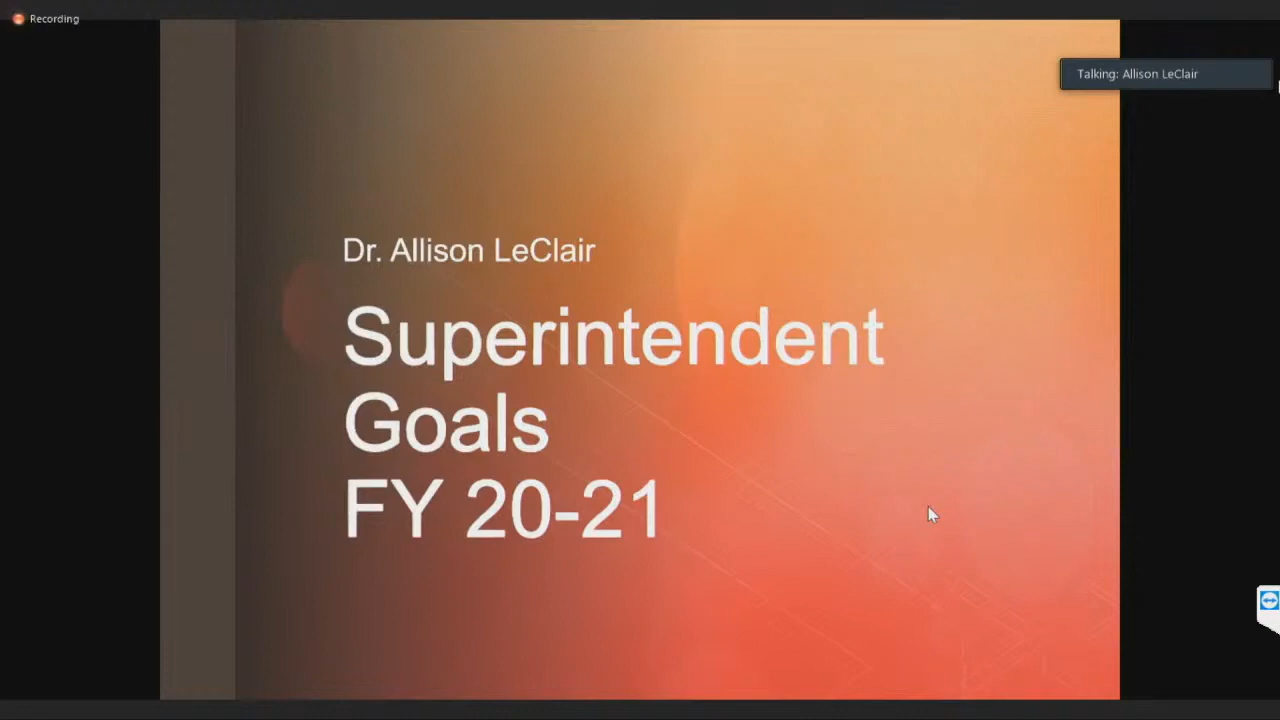 Recording
Talking: Allison LeClair
Dr. Allison LeClair
Superintendent
Goals
FY 20-21